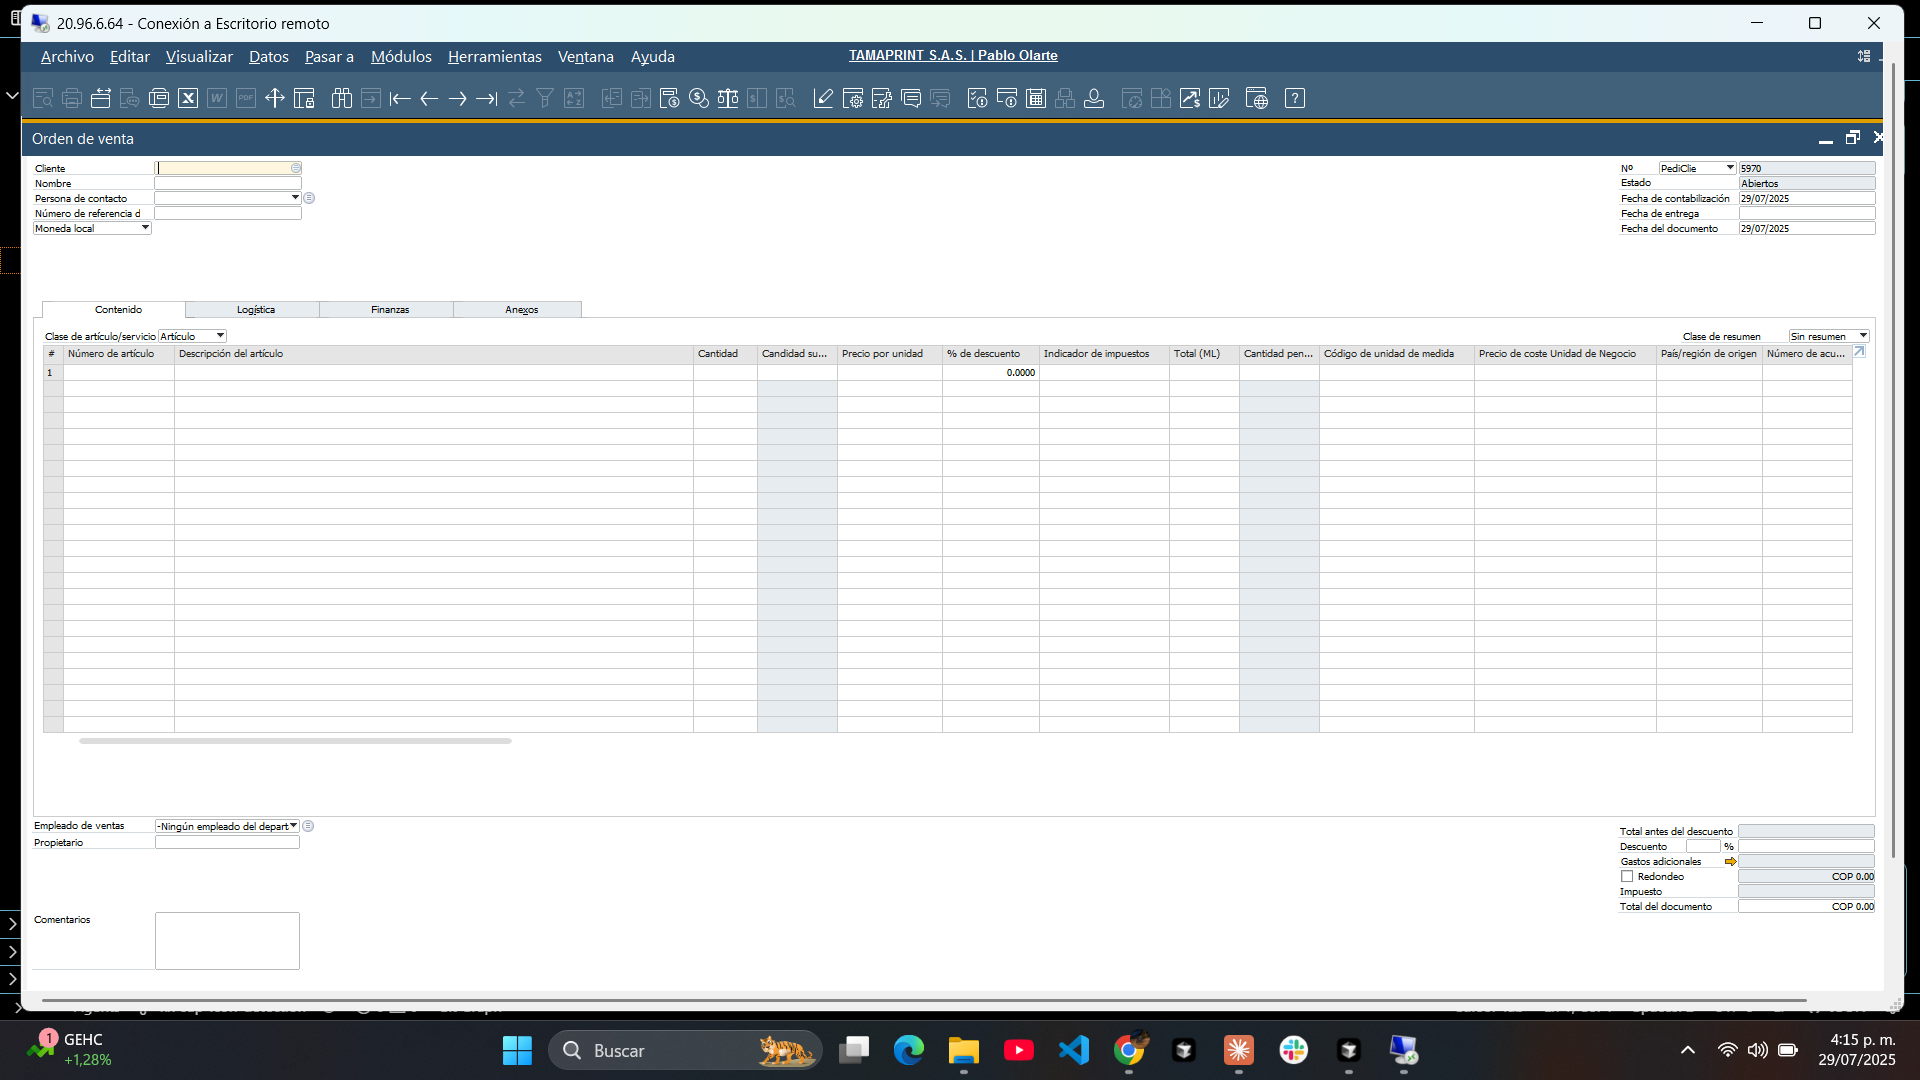 20.96.6.64 - Conexión a Escritorio remoto
Archivo Editar Visualizar Datos Pasar a Módulos Herramientas Ventana Ayuda
TAMAPRINT S.A.S. | Pablo Olarte
Orden de venta
Cliente
Nombre
Persona de contacto
Número de referencia d
Moneda local
Nº PediClie 5970
Estado Abiertos
Fecha de contabilización 29/07/2025
Fecha de entrega
Fecha del documento 29/07/2025
Contenido Logística Finanzas Anexos
Clase de artículo/servicio Artículo
Clase de resumen Sin resumen
# Número de artículo Descripción del artículo Cantidad Candidad su... Precio por unidad % de descuento Indicador de impuestos Total (ML) Cantidad pen... Código de unidad de medida Precio de coste Unidad de Negocio País/región de origen Número de acu...
1 0.0000
Empleado de ventas -Ningún empleado del depart
Propietario
Comentarios
Total antes del descuento
Descuento %
Gastos adicionales
Redondeo COP 0.00
Impuesto
Total del documento COP 0.00
1
GEHC
+1,28%
Buscar
4:15 p. m.
29/07/2025